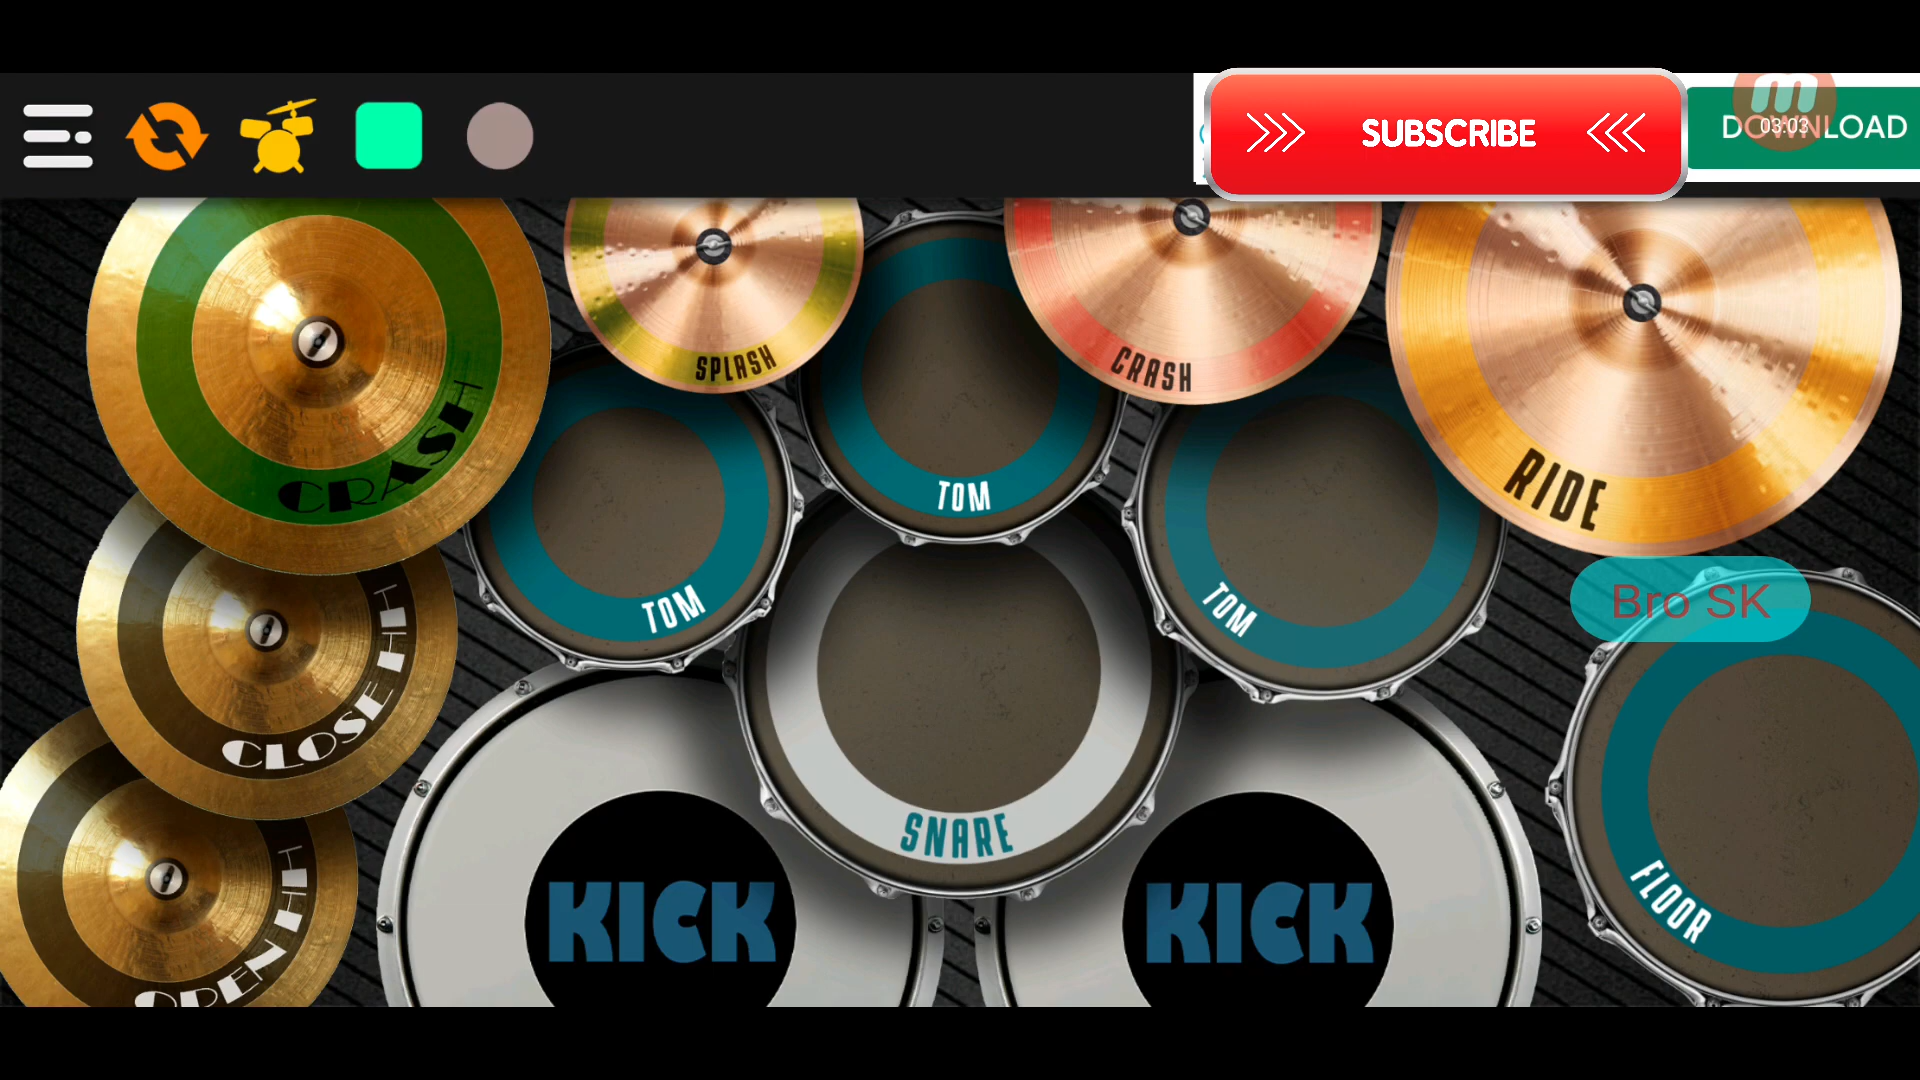 SUBSCRIBE
DOWNLOAD
m
03:03
SPLASH
CRASH
CRASH
RIDE
TOM
TOM
TOM
Bro SK
CLOSE HH
SNARE
KICK
KICK
FLOOR
OPEN HH